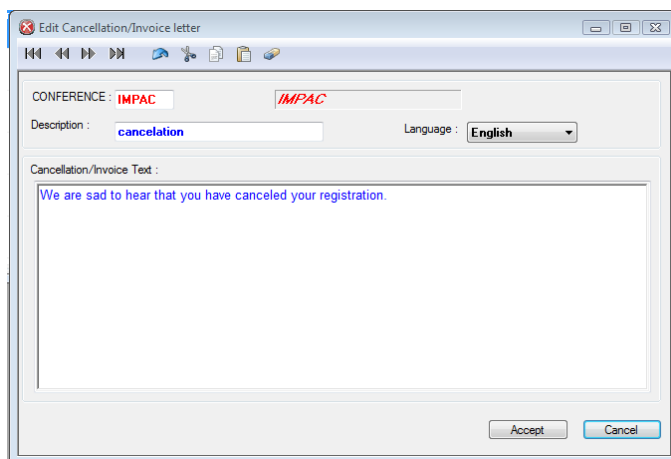 Edit Cancellation/Invoice letter
CONFERENCE : IMPAC IMPAC
Description : cancelation Language : English
Cancellation/Invoice Text :
We are sad to hear that you have canceled your registration.
Accept Cancel